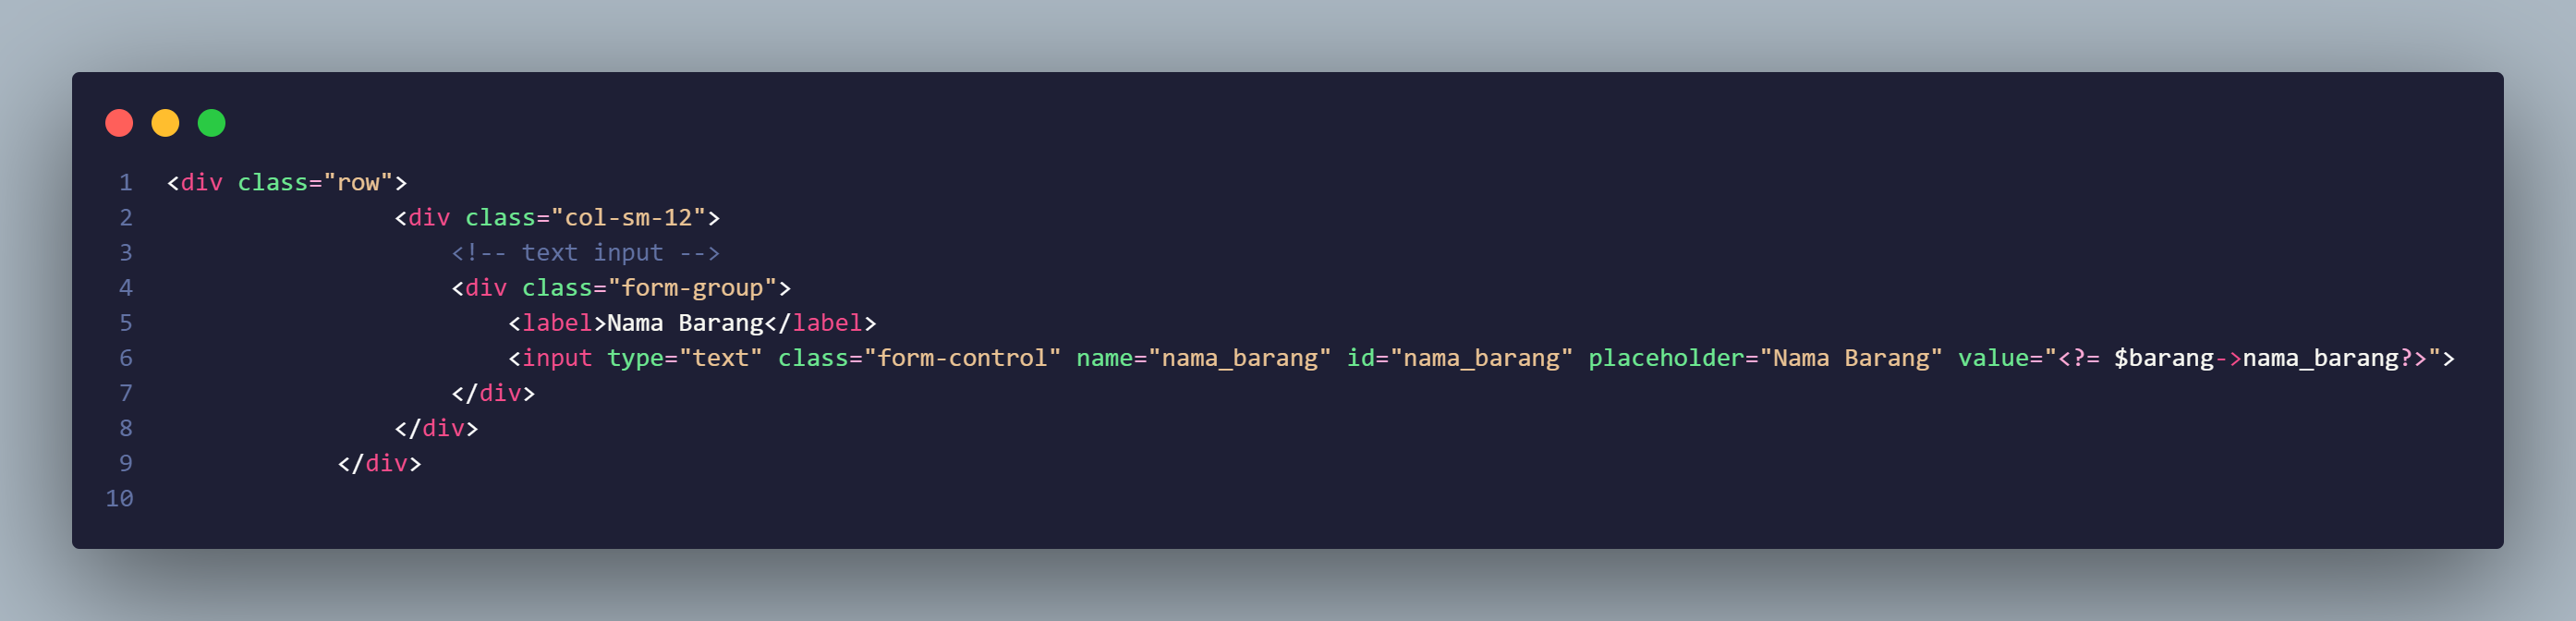 1 <div class="row">
2 <div class="col-sm-12">
3 <!-- text input -->
4 <div class="form-group">
5 <label>Nama Barang</label>
6 <input type="text" class="form-control" name="nama_barang" id="nama_barang" placeholder="Nama Barang" value="<?= $barang->nama_barang?>">
7 </div>
8 </div>
9 </div>
10